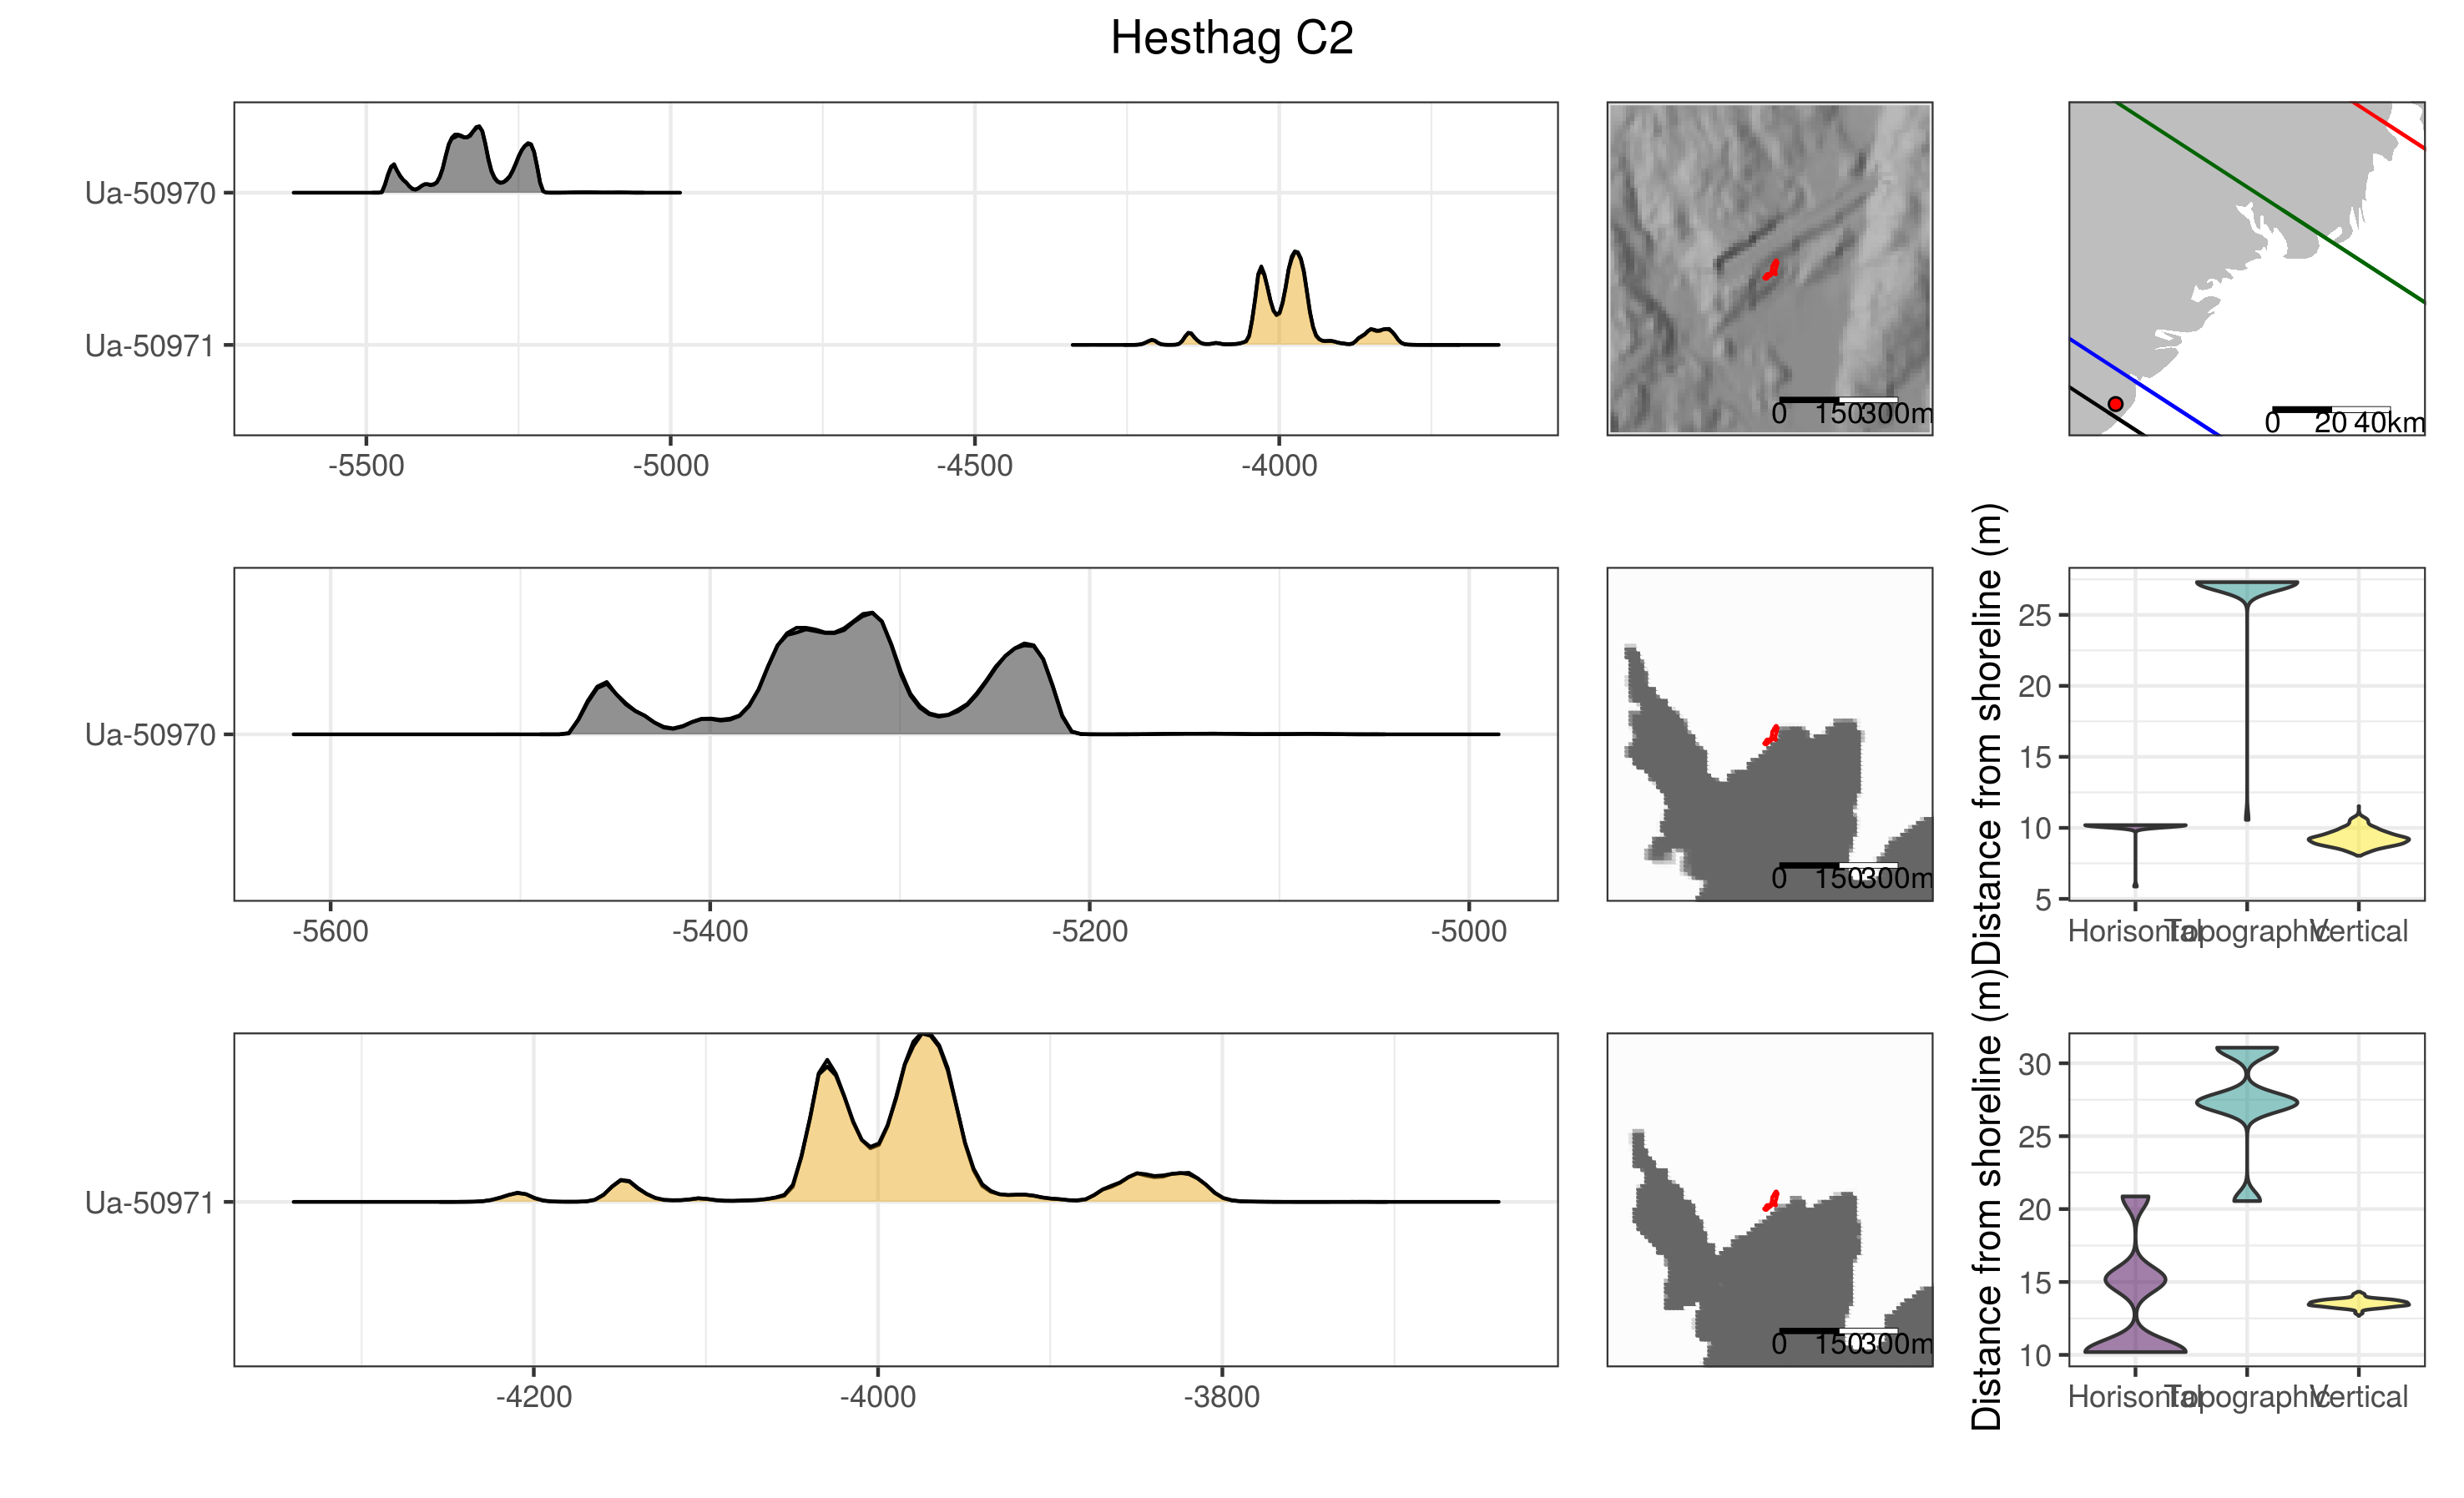 Hesthag C2
Ua-50970
Ua-50971
-5500 -5000 -4500 -4000
0 150 300m
0 20 40km
Ua-50970
-5600 -5400 -5200 -5000
0 150 300m
Distance from shoreline (m)
25
20
15
10
5
Horisontal Topographic Vertical
Ua-50971
-4200 -4000 -3800
0 150 300m
Distance from shoreline (m)
30
25
20
15
10
Horisontal Topographic Vertical